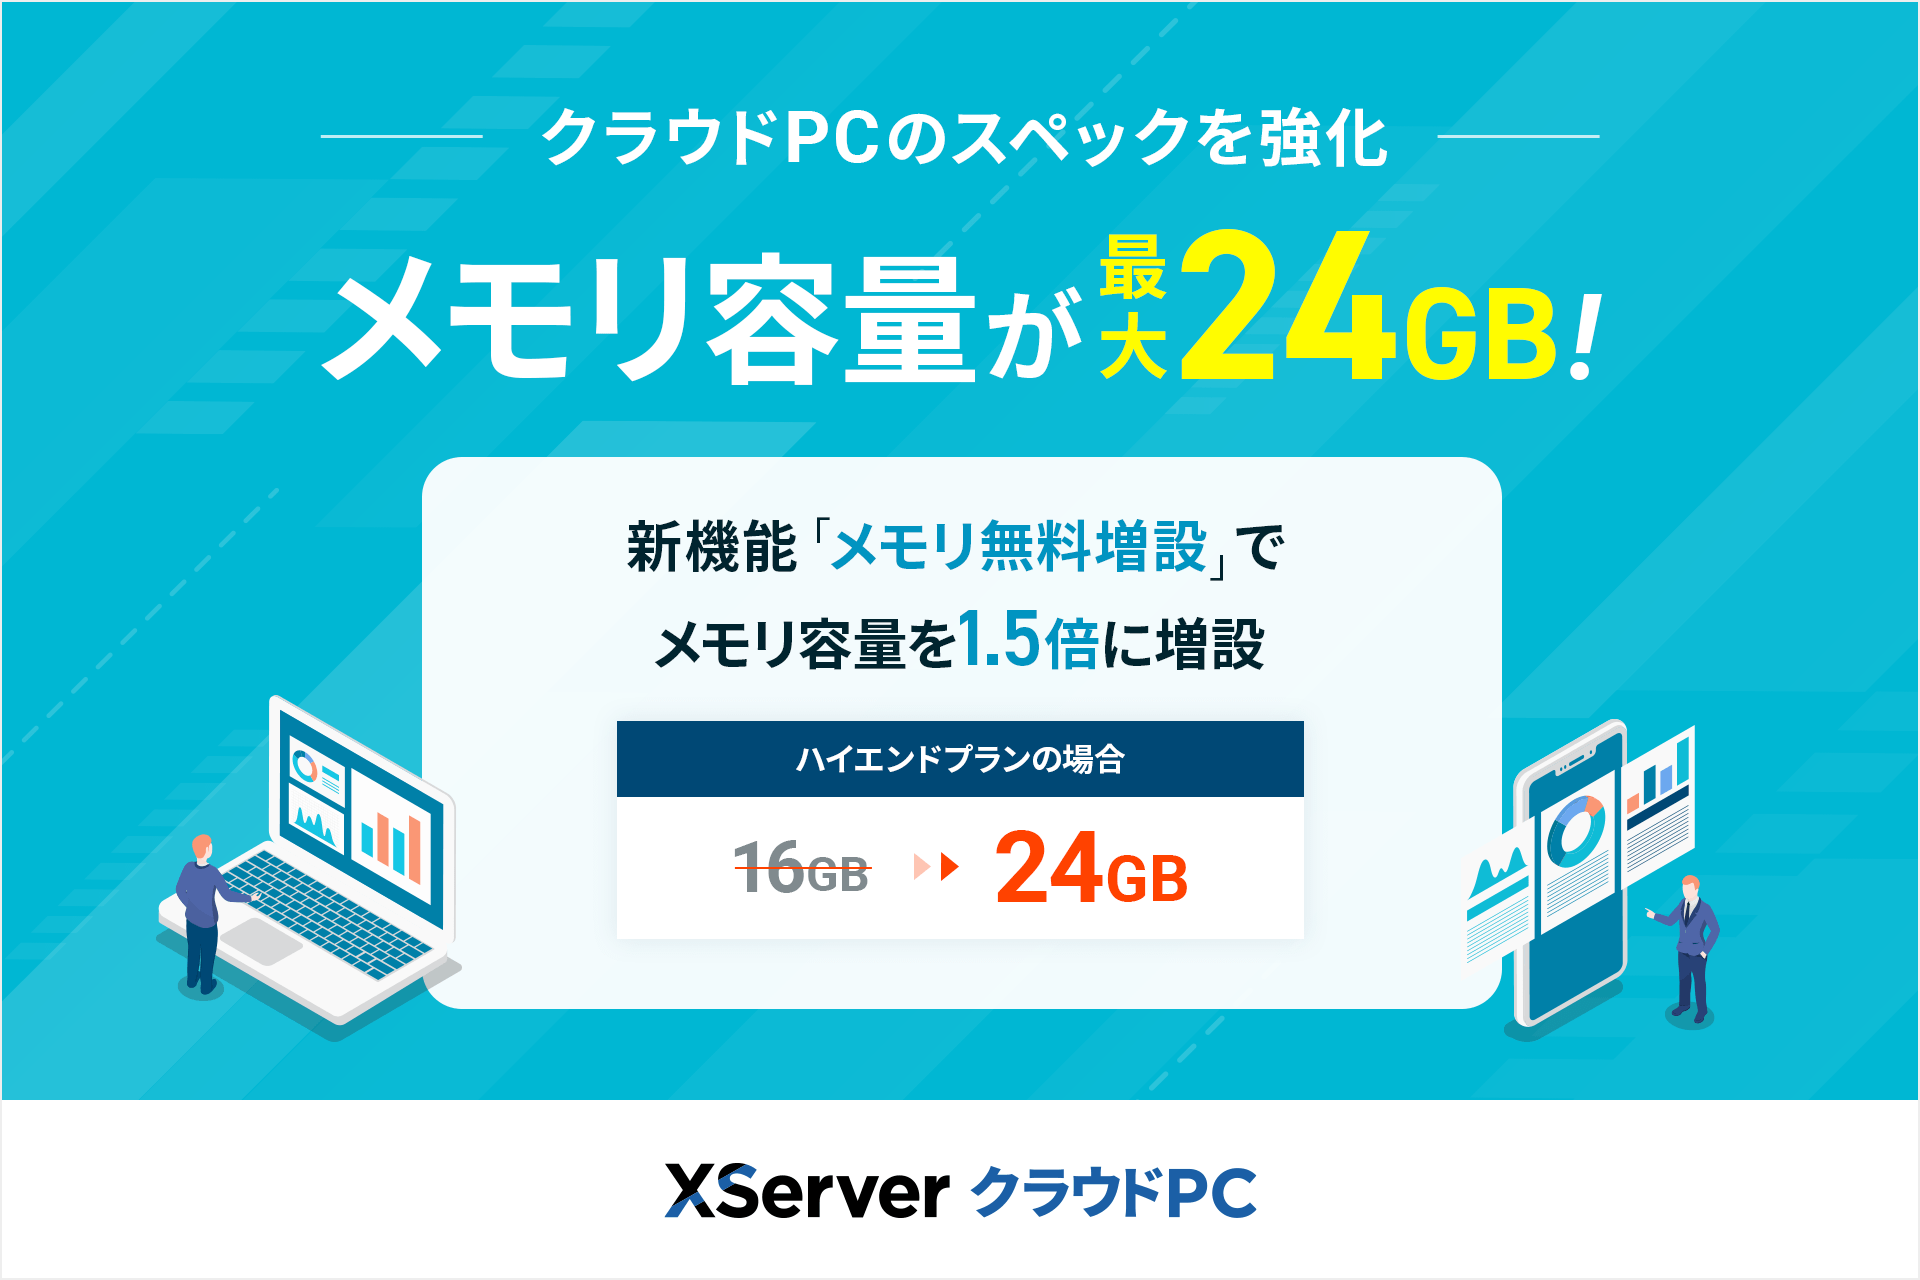 クラウドPCのスペックを強化
メモリ容量が最大24GB!
新機能「メモリ無料増設」で
メモリ容量を1.5倍に増設
ハイエンドプランの場合
16GB 24GB
XServer クラウドPC